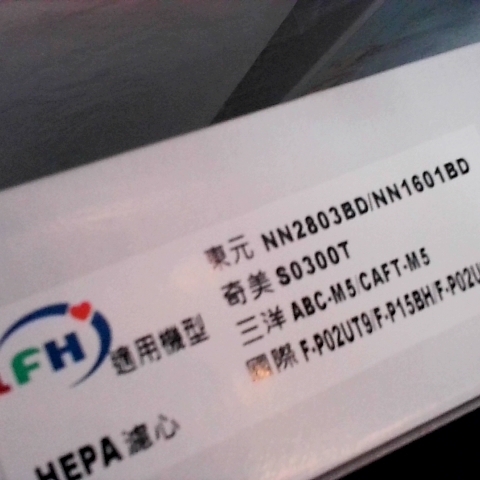 東元 NN2803BD/NN1601BD
奇美 S0300T
三洋 ABC-M5/CAFT-M5
國際 F-P02UT9/F-P15BH/F-P02U
適用機型
FH
HEPA 濾心